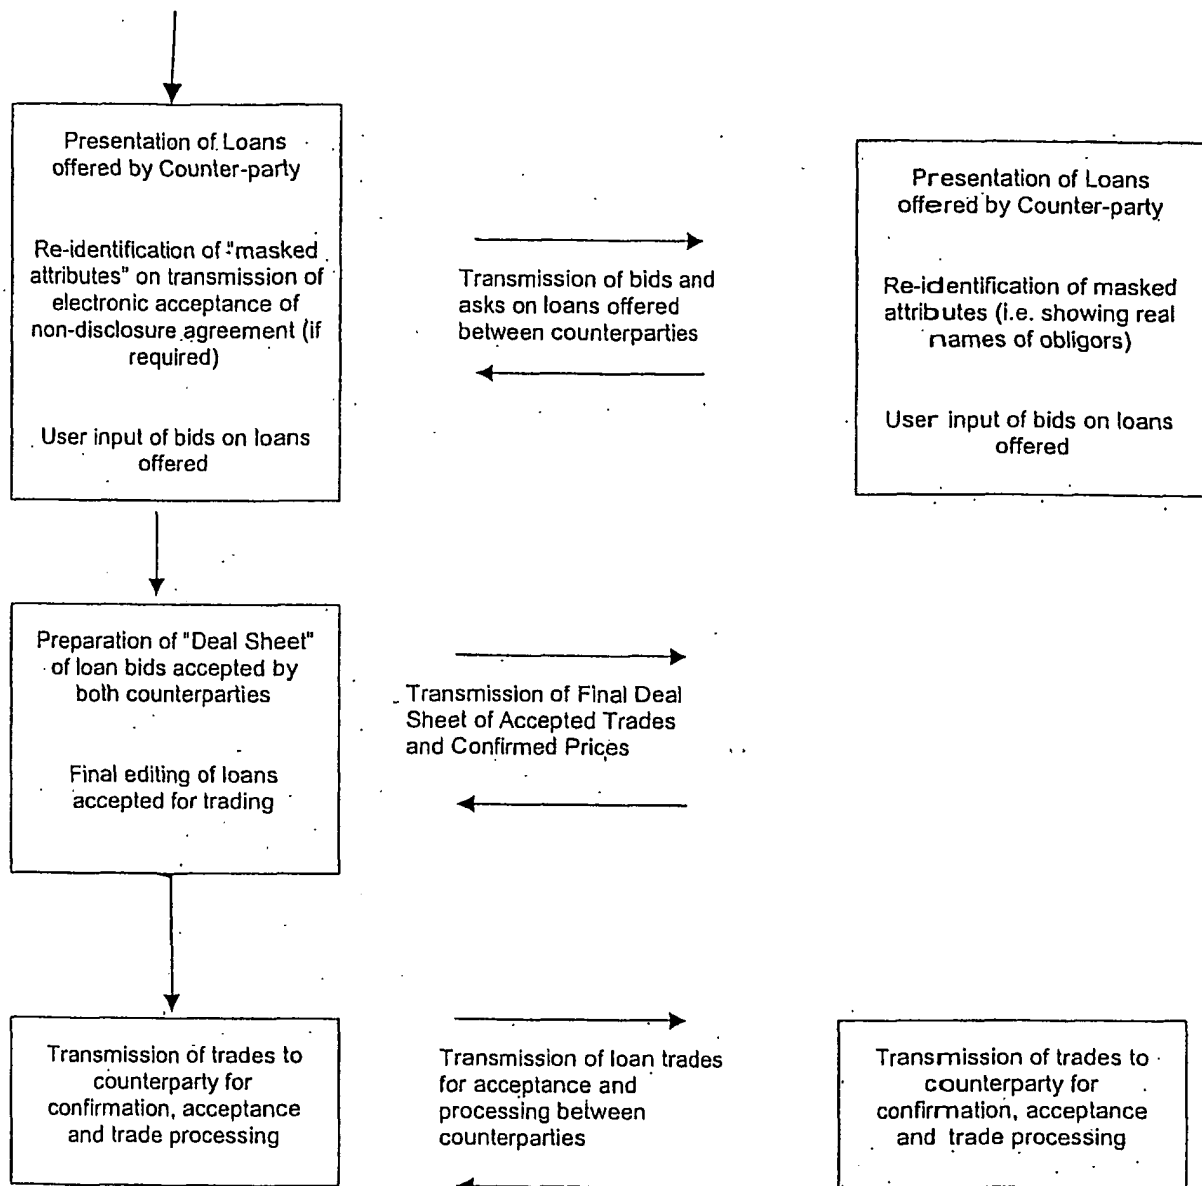 Presentation of Loans
offered by Counter-party
Re-identification of "masked
attributes" on transmission of
electronic acceptance of
non-disclosure agreement (if
required)
User input of bids on loans
offered
Transmission of bids and
asks on loans offered
between counterparties
Presentation of Loans
offered by Counter-party
Re-identification of masked
attributes (i.e. showing real
names of obligors)
User input of bids on loans
offered
Preparation of "Deal Sheet"
of loan bids accepted by
both counterparties
Final editing of loans
accepted for trading
Transmission of Final Deal
Sheet of Accepted Trades
and Confirmed Prices
Transmission of trades to
counterparty for
confirmation, acceptance
and trade processing
Transmission of loan trades
for acceptance and
processing between
counterparties
Transmission of trades to
counterparty for
confirmation, acceptance
and trade processing